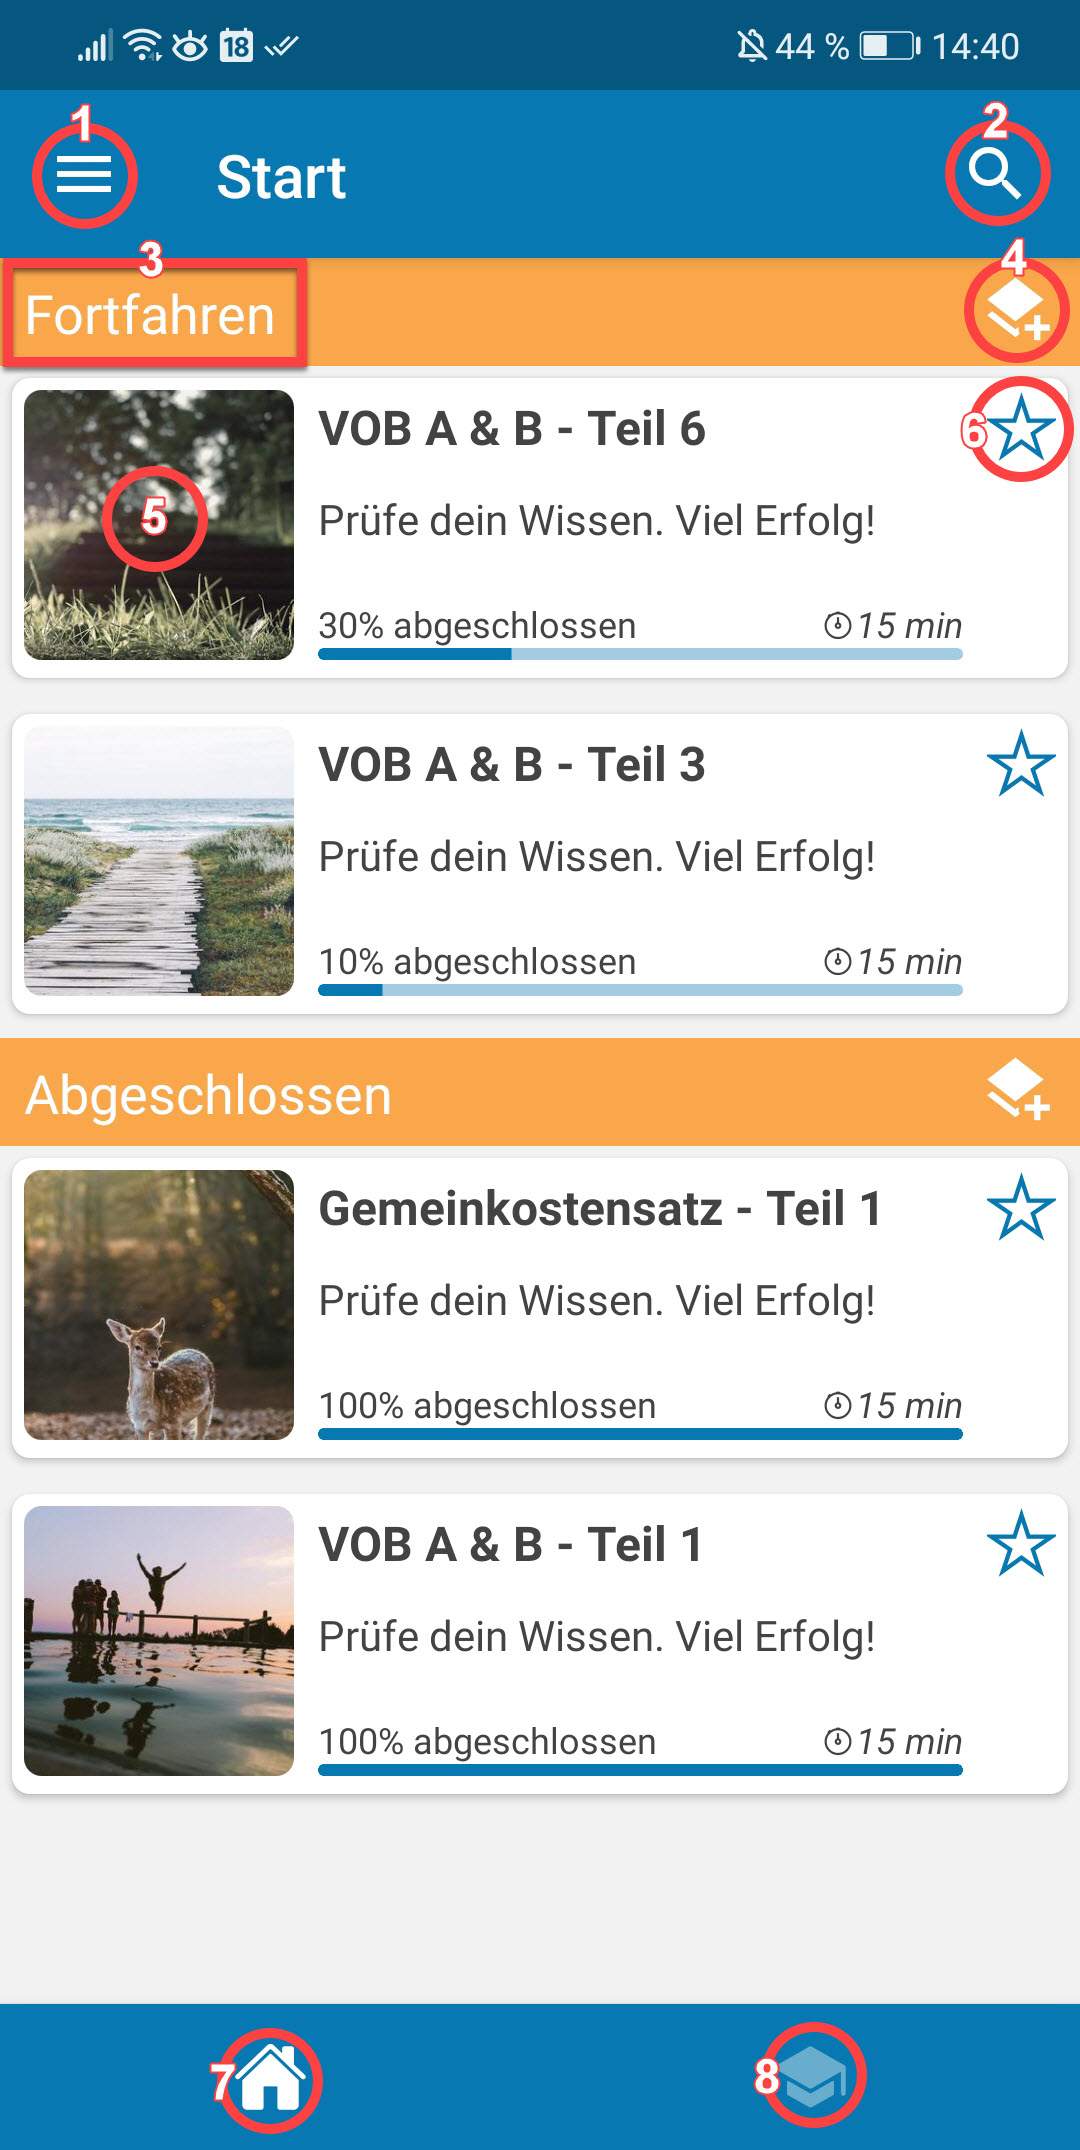 18 44 % 14:40
1 2
Start
3 4
Fortfahren
VOB A & B - Teil 6
6
5
Prüfe dein Wissen. Viel Erfolg!
30% abgeschlossen 15 min
VOB A & B - Teil 3
Prüfe dein Wissen. Viel Erfolg!
10% abgeschlossen 15 min
Abgeschlossen
Gemeinkostensatz - Teil 1
Prüfe dein Wissen. Viel Erfolg!
100% abgeschlossen 15 min
VOB A & B - Teil 1
Prüfe dein Wissen. Viel Erfolg!
100% abgeschlossen 15 min
7 8